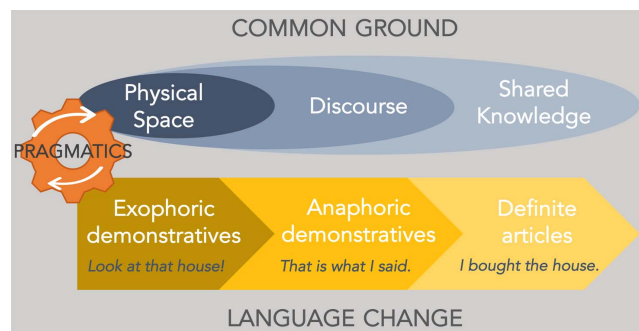 COMMON GROUND
Physical
Space
Discourse
Shared
Knowledge
PRAGMATICS
Exophoric
demonstratives
Look at that house!
Anaphoric
demonstratives
That is what I said.
Definite
articles
I bought the house.
LANGUAGE CHANGE